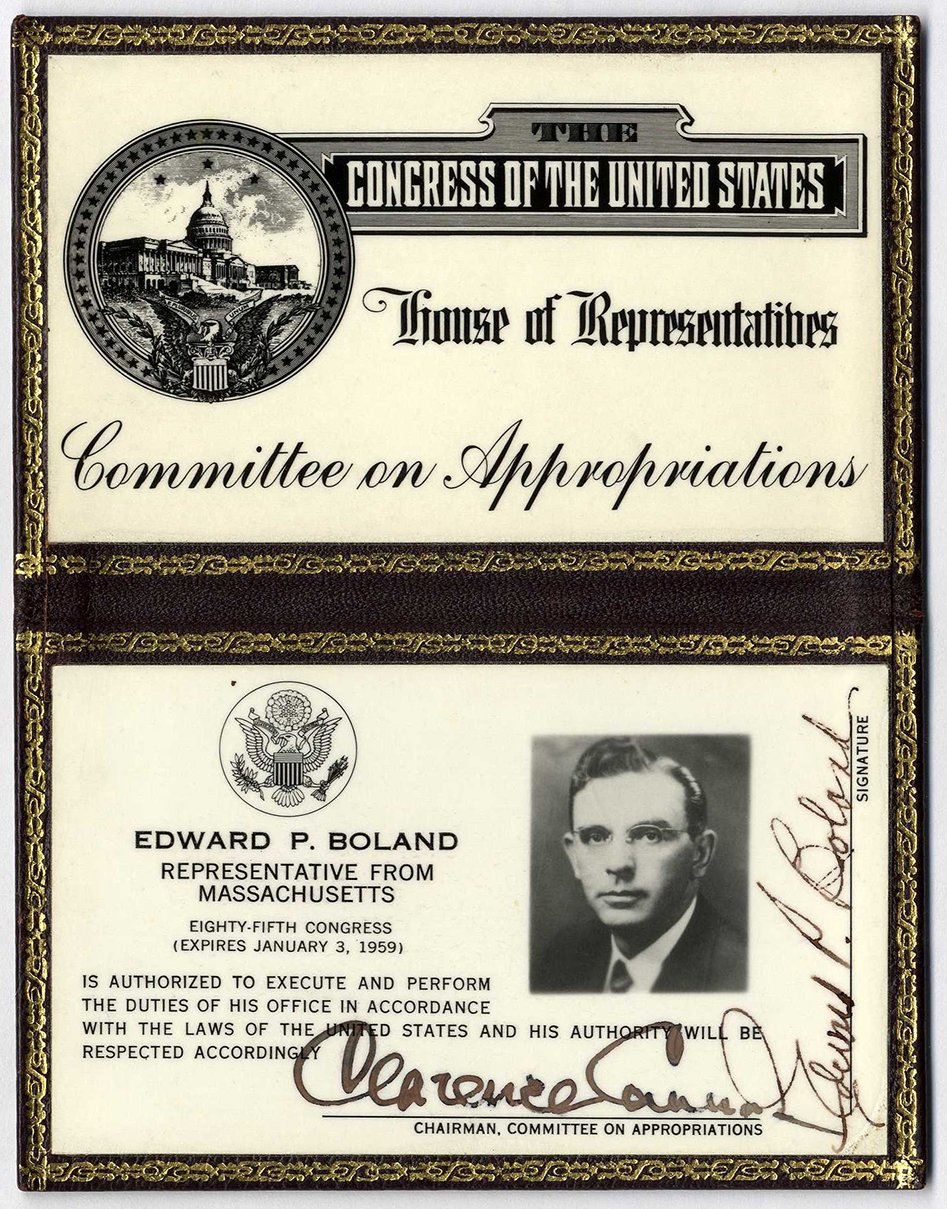 THE
CONGRESS OF THE UNITED STATES
House of Representatives
Committee on Appropriations
EDWARD P. BOLAND
REPRESENTATIVE FROM
MASSACHUSETTS
EIGHTY-FIFTH CONGRESS
(EXPIRES JANUARY 3, 1959)
IS AUTHORIZED TO EXECUTE AND PERFORM
THE DUTIES OF HIS OFFICE IN ACCORDANCE
WITH THE LAWS OF THE UNITED STATES AND HIS AUTHORITY WILL BE
RESPECTED ACCORDINGLY
Clarence Cannon
CHAIRMAN, COMMITTEE ON APPROPRIATIONS
Edward P. Boland
SIGNATURE